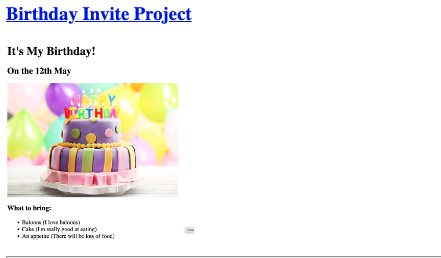 Birthday Invite Project
It's My Birthday!
On the 12th May
HAPPY
BIRTHDA
What to bring:
Baloons (I love baloons)
Cake (I'm really good at eating)
An appetite (There will be lots of food)